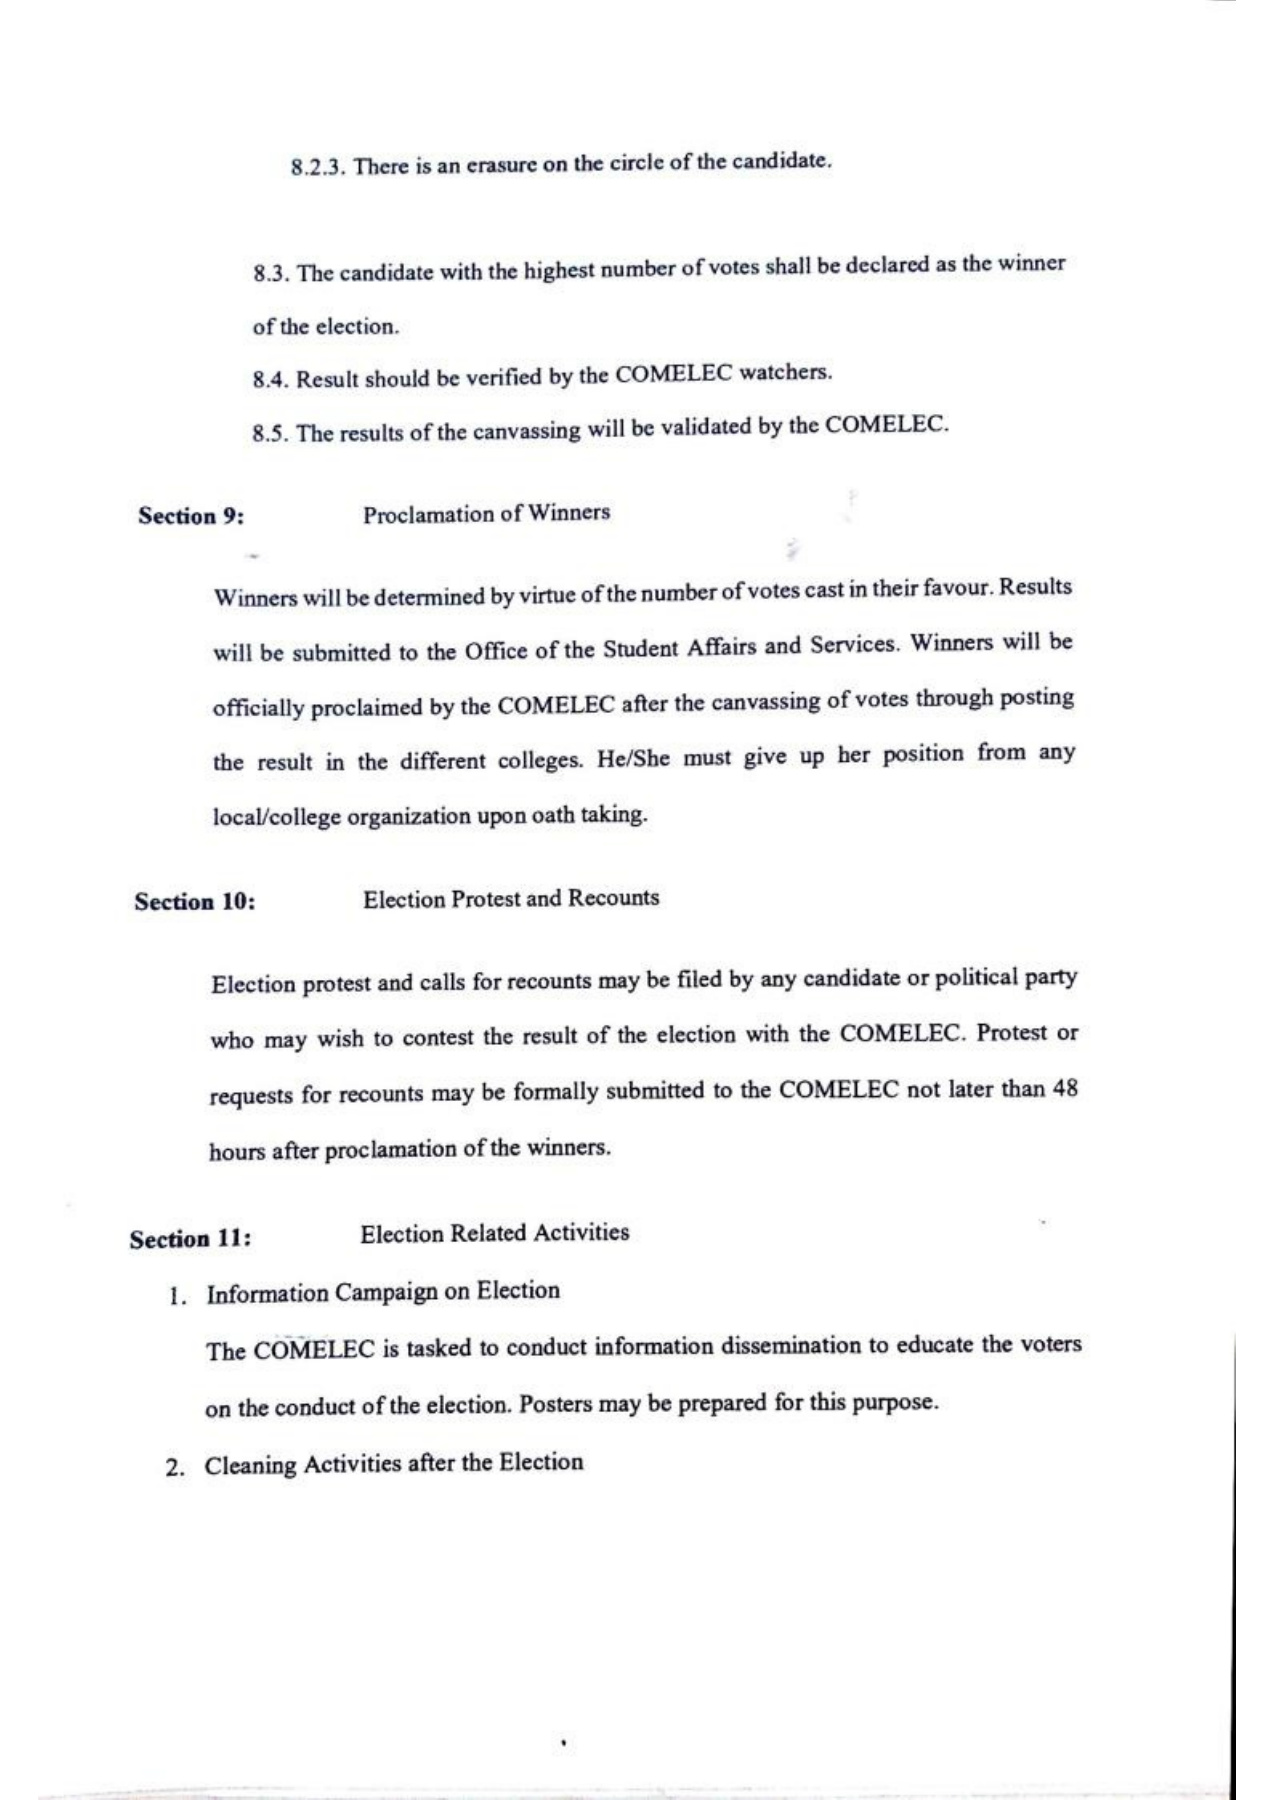 8.2.3. There is an erasure on the circle of the candidate.
8.3. The candidate with the highest number of votes shall be declared as the winner
of the election.
8.4. Result should be verified by the COMELEC watchers.
8.5. The results of the canvassing will be validated by the COMELEC.
Section 9: Proclamation of Winners
Winners will be determined by virtue of the number of votes cast in their favour. Results
will be submitted to the Office of the Student Affairs and Services. Winners will be
officially proclaimed by the COMELEC after the canvassing of votes through posting
the result in the different colleges. He/She must give up her position from any
local/college organization upon oath taking.
Section 10: Election Protest and Recounts
Election protest and calls for recounts may be filed by any candidate or political party
who may wish to contest the result of the election with the COMELEC. Protest or
requests for recounts may be formally submitted to the COMELEC not later than 48
hours after proclamation of the winners.
Section 11: Election Related Activities
1. Information Campaign on Election
The COMELEC is tasked to conduct information dissemination to educate the voters
on the conduct of the election. Posters may be prepared for this purpose.
2. Cleaning Activities after the Election